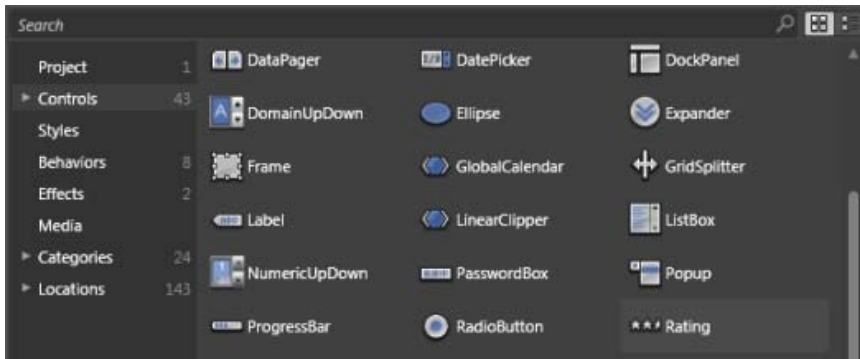 Search
Project 1
Controls 43
Styles
Behaviors 8
Effects 2
Media
Categories 24
Locations 143
DataPager DatePicker DockPanel
DomainUpDown Ellipse Expander
Frame GlobalCalendar GridSplitter
Label LinearClipper ListBox
NumericUpDown PasswordBox Popup
ProgressBar RadioButton Rating